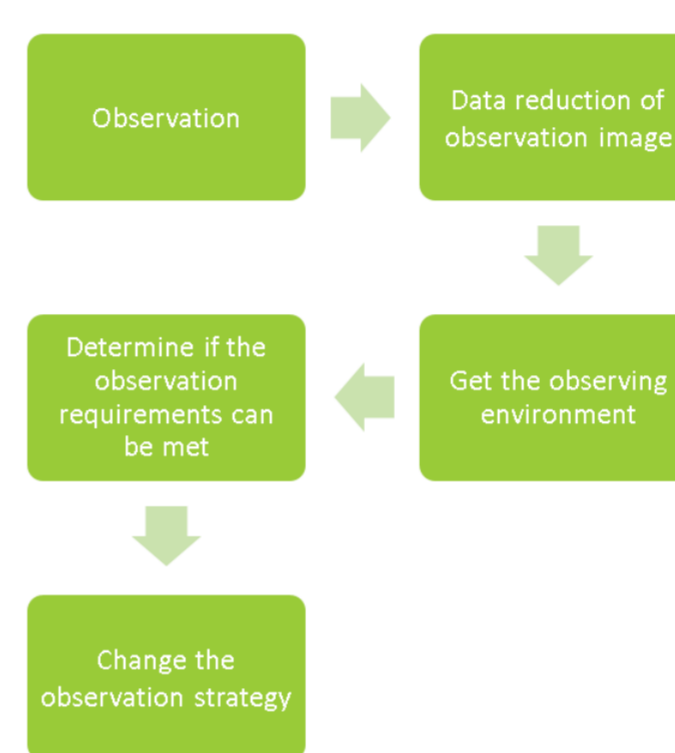 Observation
Data reduction of
observation image
Get the observing
environment
Determine if the
observation
requirements can
be met
Change the
observation strategy